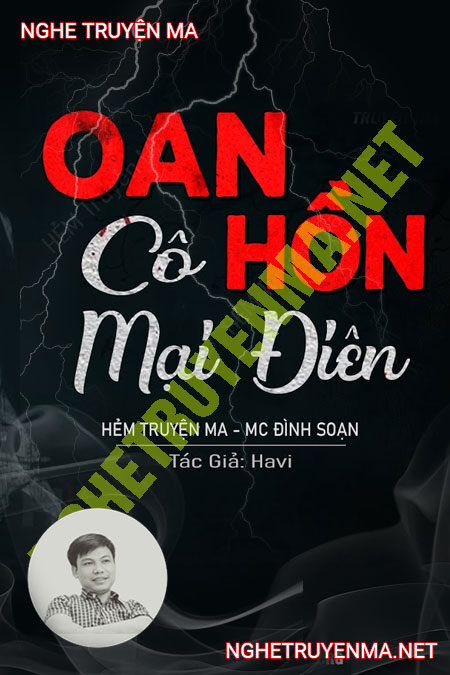 NGHE TRUYỆN MA
OAN
Cô HỒN
Mại Điên
HẺM TRUYỆN MA - MC ĐÌNH SOẠN
Tác Giả: Havi
NGHETRUYENMA.NET
NGHETRUYENMA.NET